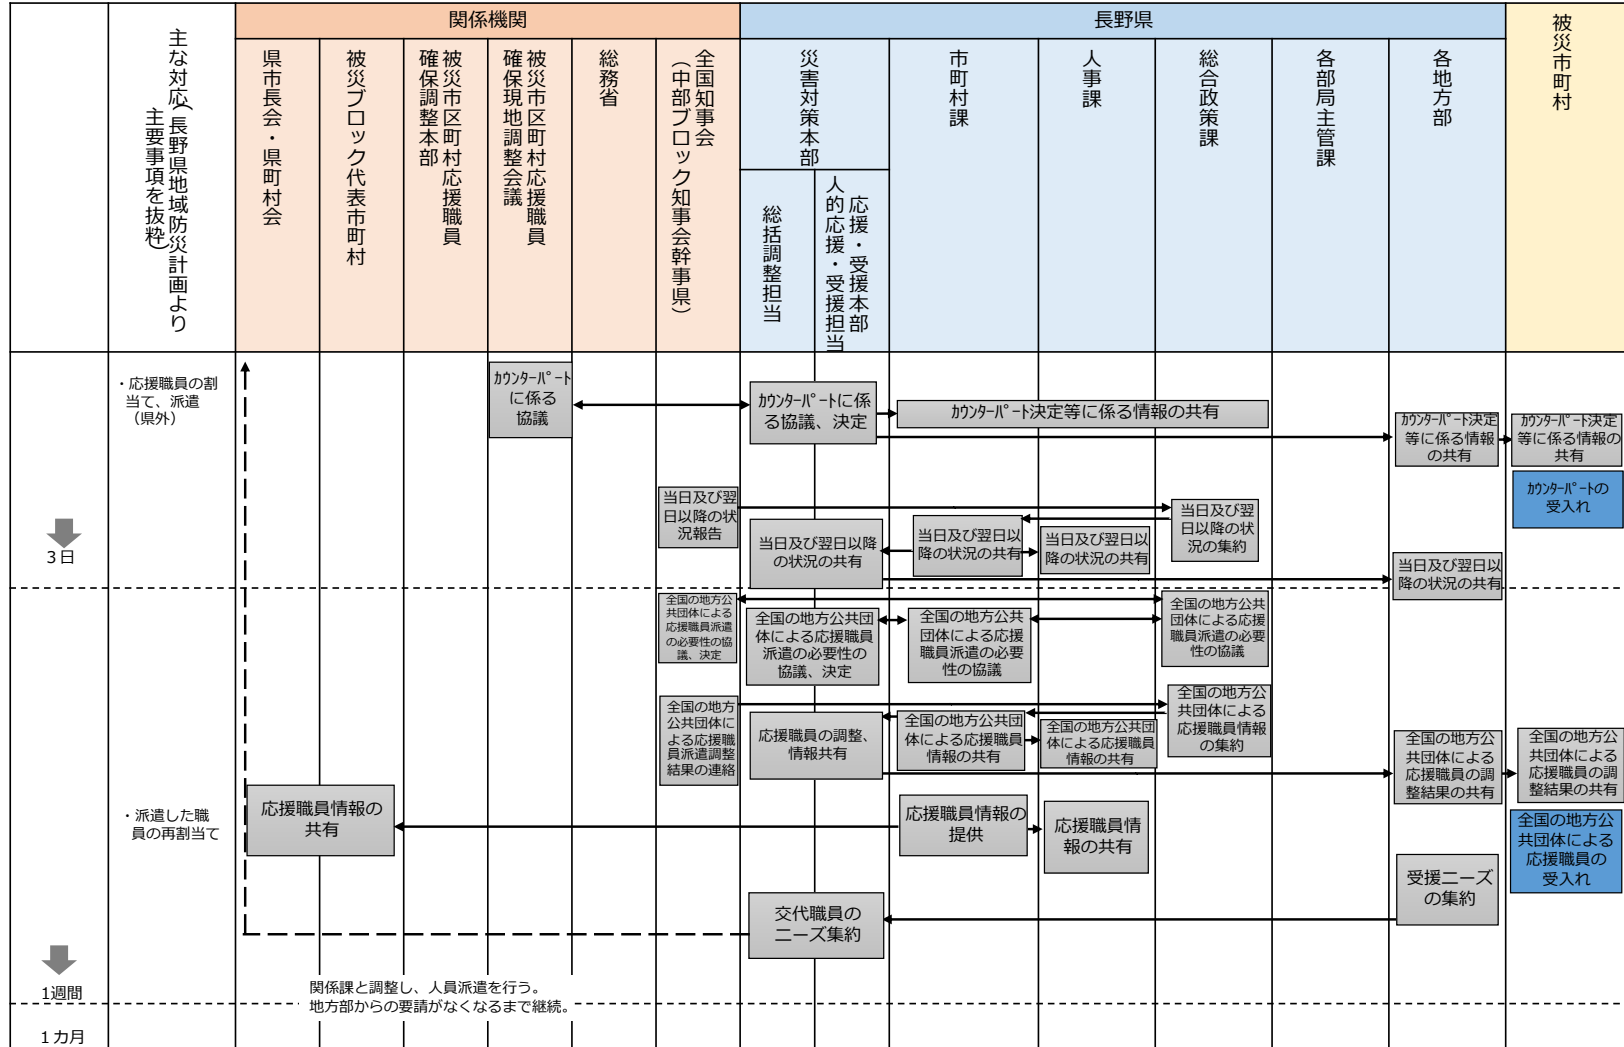 主な対応（長野県地域防災計画より
主要事項を抜粋）
関係機関
長野県
被災市町村
県市長会・県町村会
被災ブロック代表市町村
被災市区町村応援職員
確保調整本部
被災市区町村応援職員
確保現地調整会議
総務省
全国知事会
（中部ブロック知事会幹事県）
災害対策本部
総括調整担当
応援・受援本部
人的応援・受援担当
市町村課
人事課
総合政策課
各部局主管課
各地方部
・応援職員の割
当て、派遣
（県外）
ｶｳﾝﾀｰﾊﾟｰﾄ
に係る
協議
ｶｳﾝﾀｰﾊﾟｰﾄに係
る協議、決定
ｶｳﾝﾀｰﾊﾟｰﾄ決定等に係る情報の共有
ｶｳﾝﾀｰﾊﾟｰﾄ決定
等に係る情報
の共有
ｶｳﾝﾀｰﾊﾟｰﾄ決定
等に係る情報の
共有
ｶｳﾝﾀｰﾊﾟｰﾄの
受入れ
当日及び翌
日以降の状
況報告
当日及び翌日以降
の状況の共有
当日及び翌日以
降の状況の共有
当日及び翌日以
降の状況の共有
当日及び翌
日以降の状
況の集約
当日及び翌日以
降の状況の共有
3日
全国の地方公
共団体による
応援職員派遣
の必要性の協
議、決定
全国の地方公共団
体による応援職員
派遣の必要性の
協議、決定
全国の地方公共
団体による応援
職員派遣の必要
性の協議
全国の地方公共
団体による応援
職員派遣の必要
性の協議
全国の地方
公共団体に
よる応援職
員派遣調整
結果の連絡
応援職員の調整、
情報共有
全国の地方公共団
体による応援職員
情報の共有
全国の地方公共団
体による応援職員
情報の共有
全国の地方公
共団体による
応援職員情報
の集約
全国の地方公
共団体による
応援職員の調
整結果の共有
全国の地方公
共団体による
応援職員の調
整結果の共有
・派遣した職
員の再割当て
応援職員情報の
共有
応援職員情報の
提供
応援職員情
報の共有
全国の地方公
共団体による
応援職員の
受入れ
受援ニーズ
の集約
交代職員の
ニーズ集約
1週間
関係課と調整し、人員派遣を行う。
地方部からの要請がなくなるまで継続。
１カ月